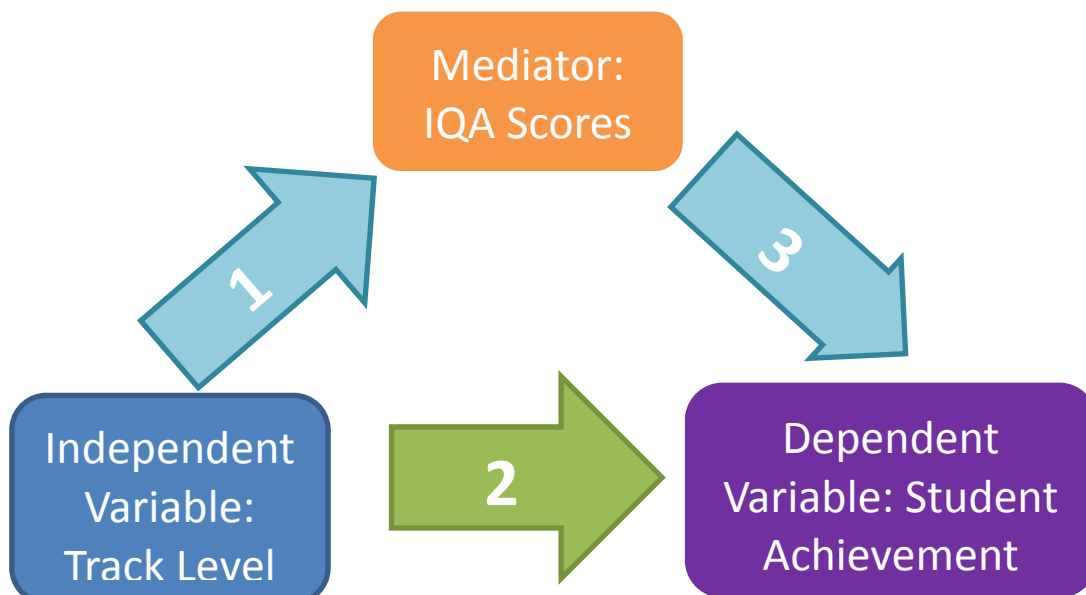 Mediator:
IQA Scores
1
3
Independent
Variable:
Track Level
2
Dependent
Variable: Student
Achievement